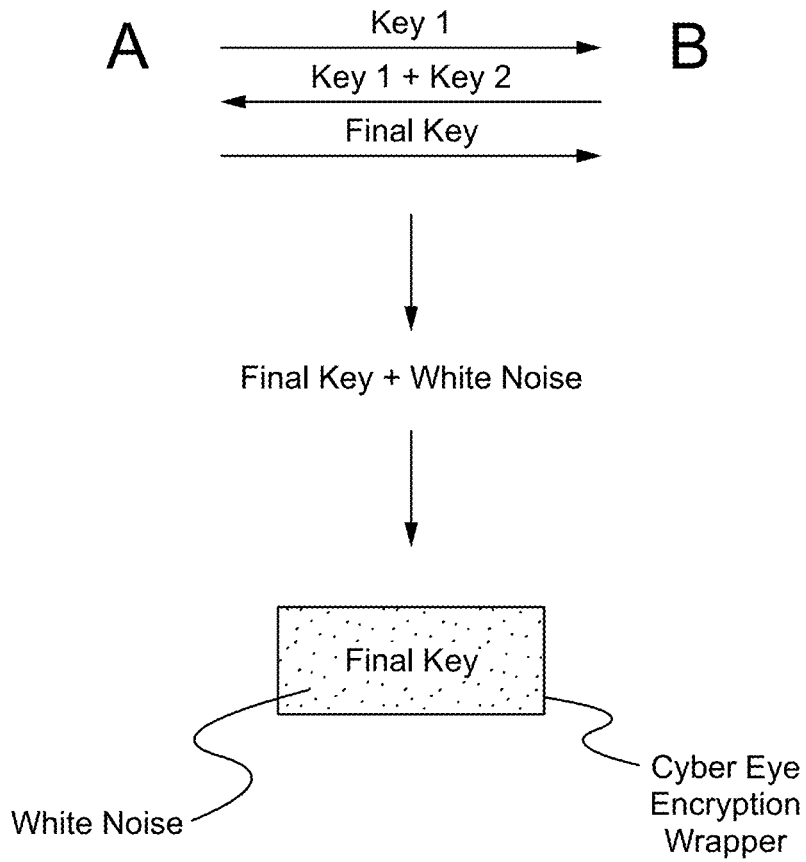 A
Key 1
B
Key 1 + Key 2
Final Key
Final Key + White Noise
Final Key
White Noise
Cyber Eye
Encryption
Wrapper